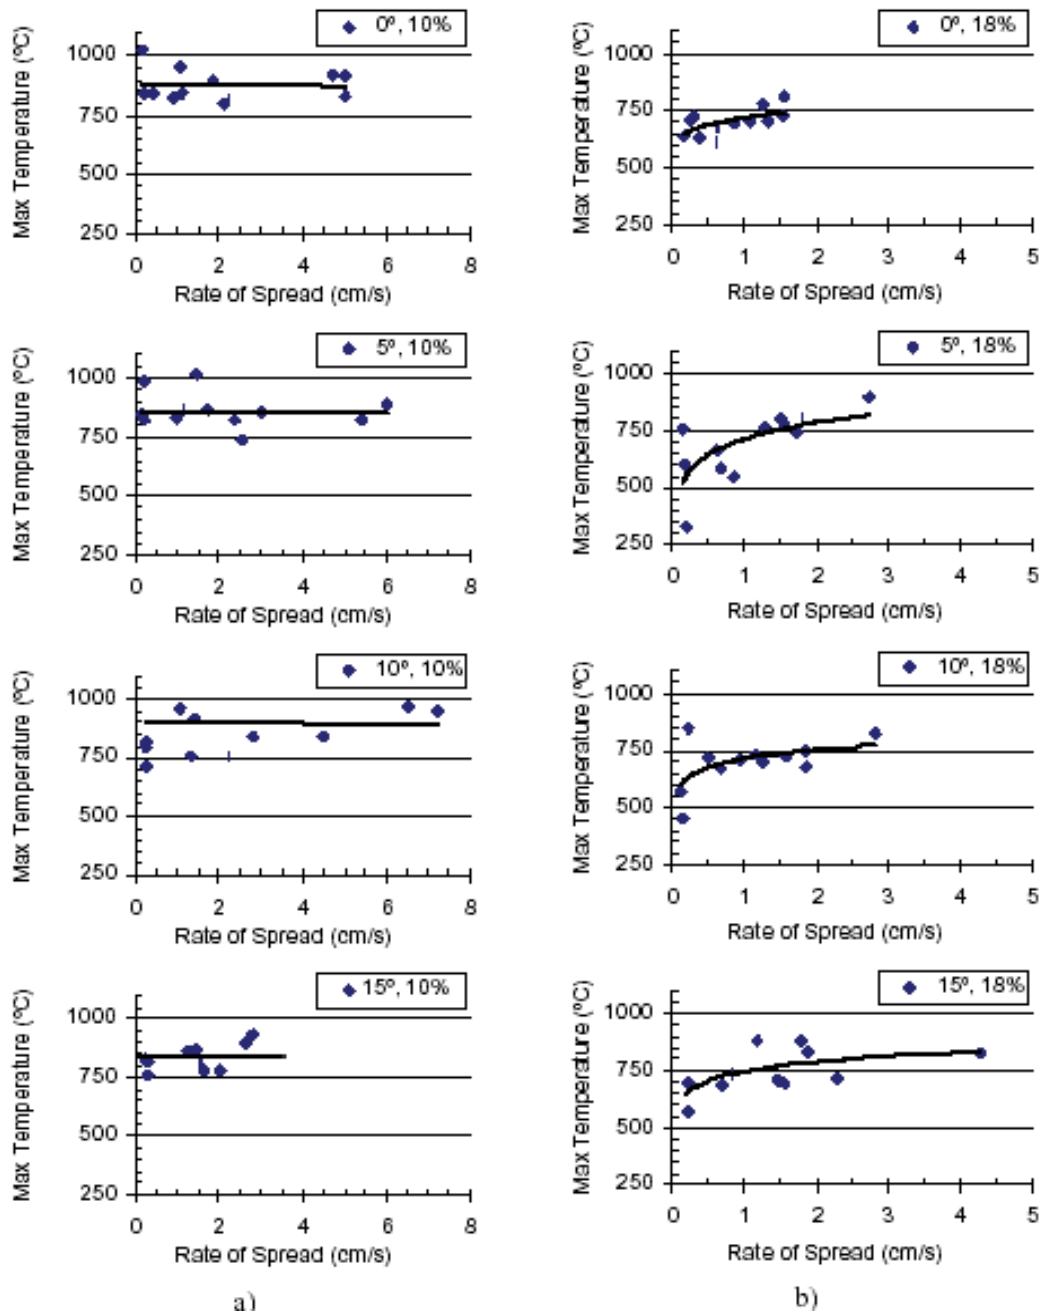 0º, 10%
Max Temperature (ºC)
1000
750
500
250
0 2 4 6 8
Rate of Spread (cm/s)
5º, 10%
Max Temperature (ºC)
1000
750
500
250
0 2 4 6 8
Rate of Spread (cm/s)
10º, 10%
Max Temperature (ºC)
1000
750
500
250
0 2 4 6 8
Rate of Spread (cm/s)
15º, 10%
Max Temperature (ºC)
1000
750
500
250
0 2 4 6 8
Rate of Spread (cm/s)
a)
0º, 18%
Max Temperature (ºC)
1000
750
500
250
0 1 2 3 4 5
Rate of Spread (cm/s)
5º, 18%
Max Temperature (ºC)
1000
750
500
250
0 1 2 3 4 5
Rate of Spread (cm/s)
10º, 18%
Max Temperature (ºC)
1000
750
500
250
0 1 2 3 4 5
Rate of Spread (cm/s)
15º, 18%
Max Temperature (ºC)
1000
750
500
250
0 1 2 3 4 5
Rate of Spread (cm/s)
b)